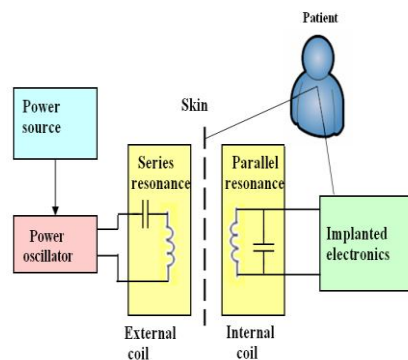 Patient
Power
source
Skin
Series
resonance
Parallel
resonance
Power
oscillator
Implanted
electronics
External
coil
Internal
coil